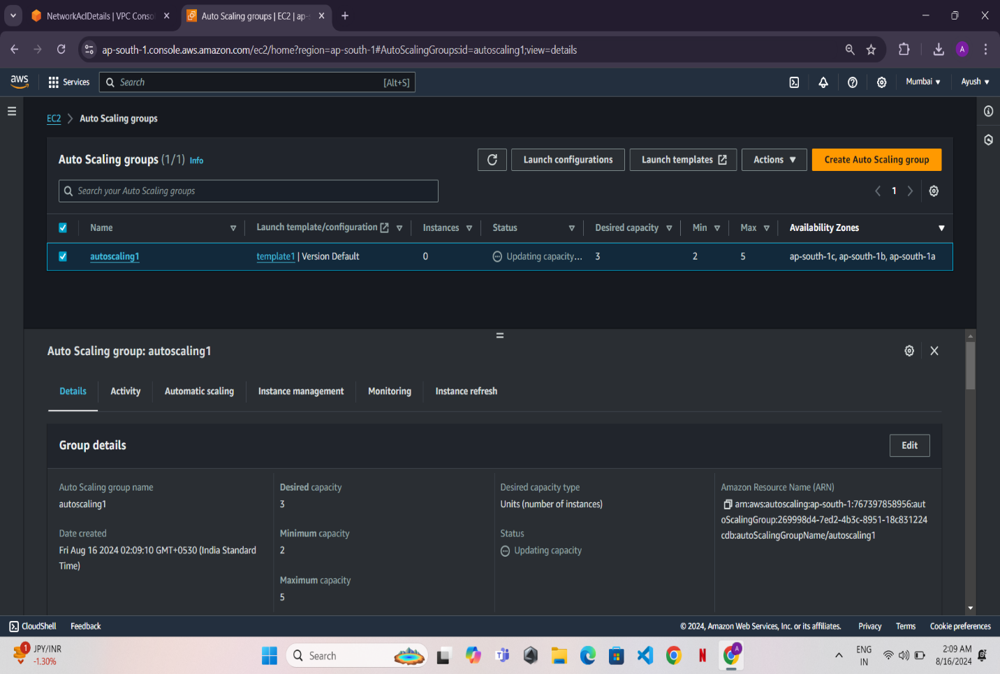 NetworkAclDetails | VPC Conso
Auto Scaling groups | EC2 | ap-s
ap-south-1.console.aws.amazon.com/ec2/home?region=ap-south-1#AutoScalingGroups:id=autoscaling1;view=details
A
aws
Services
Search
[Alt+S]
Mumbai
Ayush
EC2
Auto Scaling groups
Auto Scaling groups (1/1) Info
Launch configurations
Launch templates
Actions
Create Auto Scaling group
Search your Auto Scaling groups
1
Name
Launch template/configuration
Instances
Status
Desired capacity
Min
Max
Availability Zones
autoscaling1
template1 | Version Default
0
Updating capacity...
3
2
5
ap-south-1c, ap-south-1b, ap-south-1a
Auto Scaling group: autoscaling1
Details
Activity
Automatic scaling
Instance management
Monitoring
Instance refresh
Group details
Edit
Auto Scaling group name
autoscaling1
Date created
Fri Aug 16 2024 02:09:10 GMT+0530 (India Standard
Time)
Desired capacity
3
Minimum capacity
2
Maximum capacity
5
Desired capacity type
Units (number of instances)
Status
Updating capacity
Amazon Resource Name (ARN)
arn:aws:autoscaling:ap-south-1:767397858956:aut
oScalingGroup:269998d4-7ed2-4b3c-8951-18c831224
cdb:autoScalingGroupName/autoscaling1
CloudShell
Feedback
© 2024, Amazon Web Services, Inc. or its affiliates.
Privacy
Terms
Cookie preferences
1
JPY/INR
-1.30%
Search
N
A
ENG
IN
2:09 AM
8/16/2024